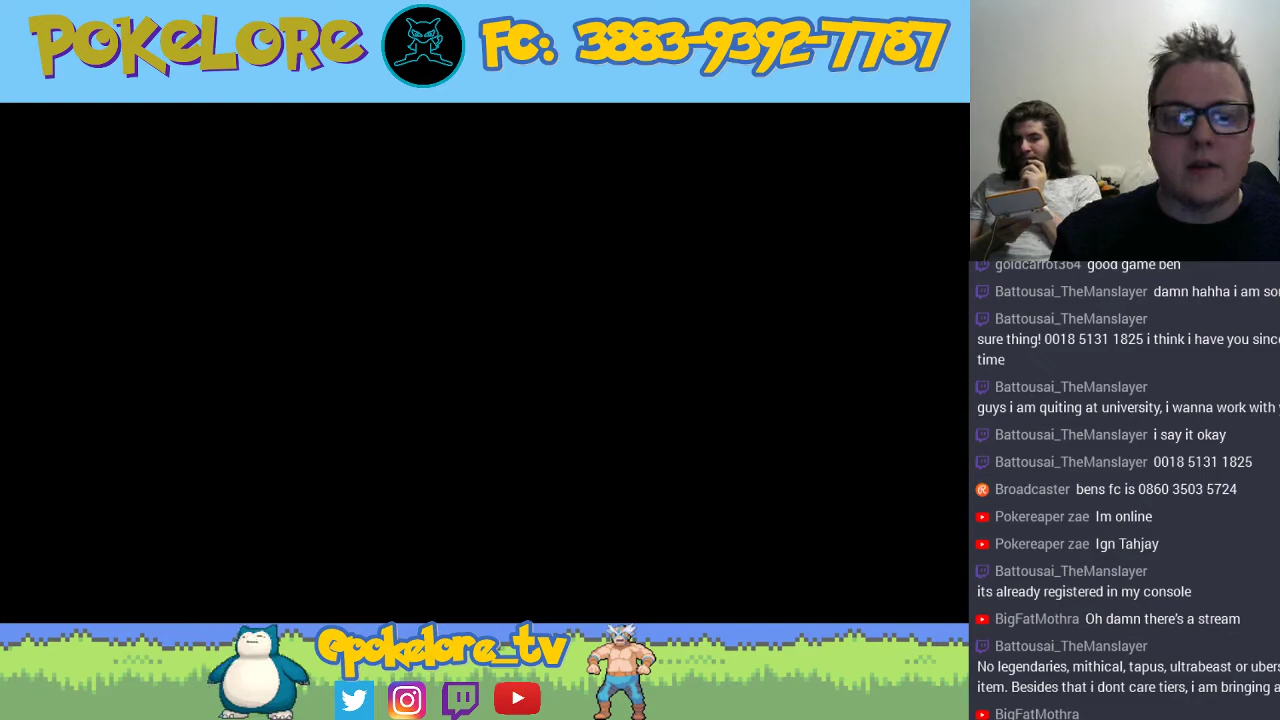 POKELORE
FC: 3883-9392-7787
goldcarrot364 good game ben
Battousai_TheManslayer damn hahha i am
Battousai_TheManslayer
sure thing! 0018 5131 1825 i think i have you
time
Battousai_TheManslayer
guys i am quiting at university, i wanna work with
Battousai_TheManslayer i say it okay
Battousai_TheManslayer 0018 5131 1825
Broadcaster bens fc is 0860 3503 5724
Pokereaper zae Im online
Pokereaper zae Ign Tahjay
Battousai_TheManslayer
its already registered in my console
BigFatMothra Oh damn there's a stream
Battousai_TheManslayer
No legendaries, mithical, tapus, ultrabeast or
item. Besides that i dont care tiers, i am bringing a
BigFatMothra
@pokelore_tv